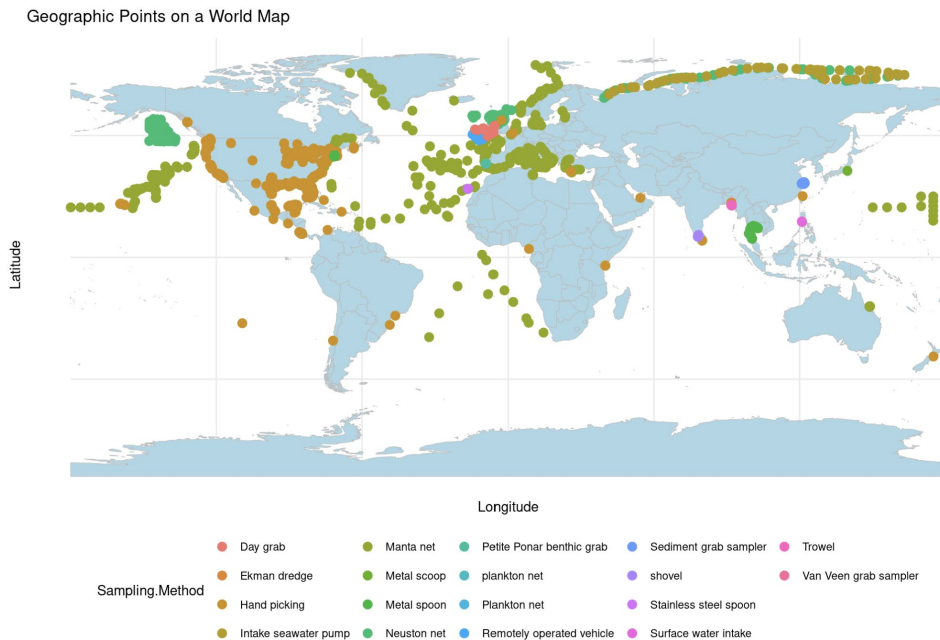 Geographic Points on a World Map
Latitude
Longitude
Sampling.Method
Day grab
Ekman dredge
Hand picking
Intake seawater pump
Manta net
Metal scoop
Metal spoon
Neuston net
Petite Ponar benthic grab
plankton net
Plankton net
Remotely operated vehicle
Sediment grab sampler
shovel
Stainless steel spoon
Surface water intake
Trowel
Van Veen grab sampler